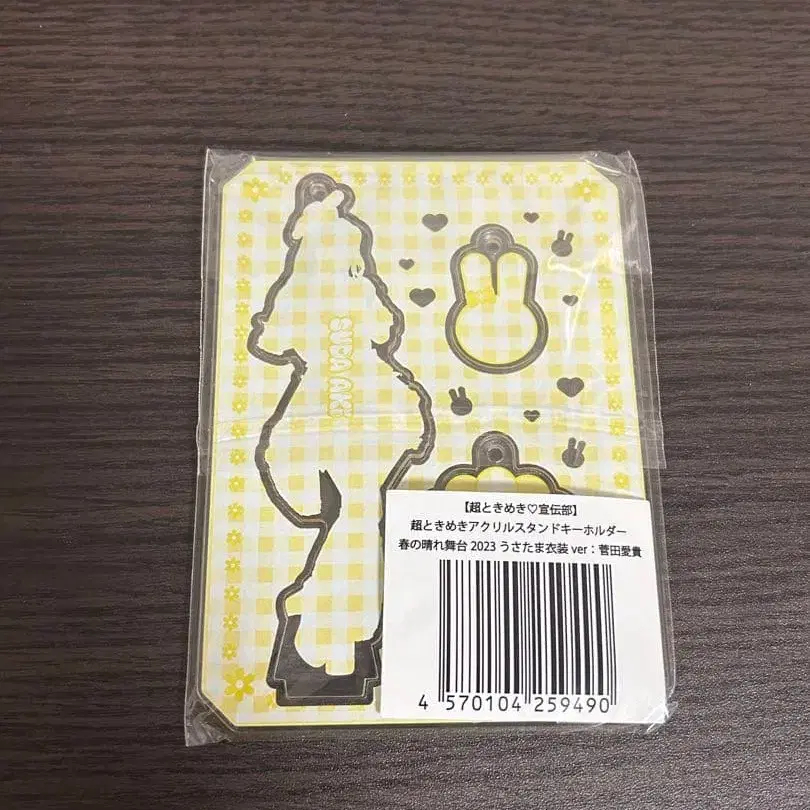 SUDA AKI
【超ときめき♡宣伝部】
超ときめきアクリルスタンドキーホルダー
春の晴れ舞台 2023 うさたま衣装 ver：菅田愛貴
4 570104 259490